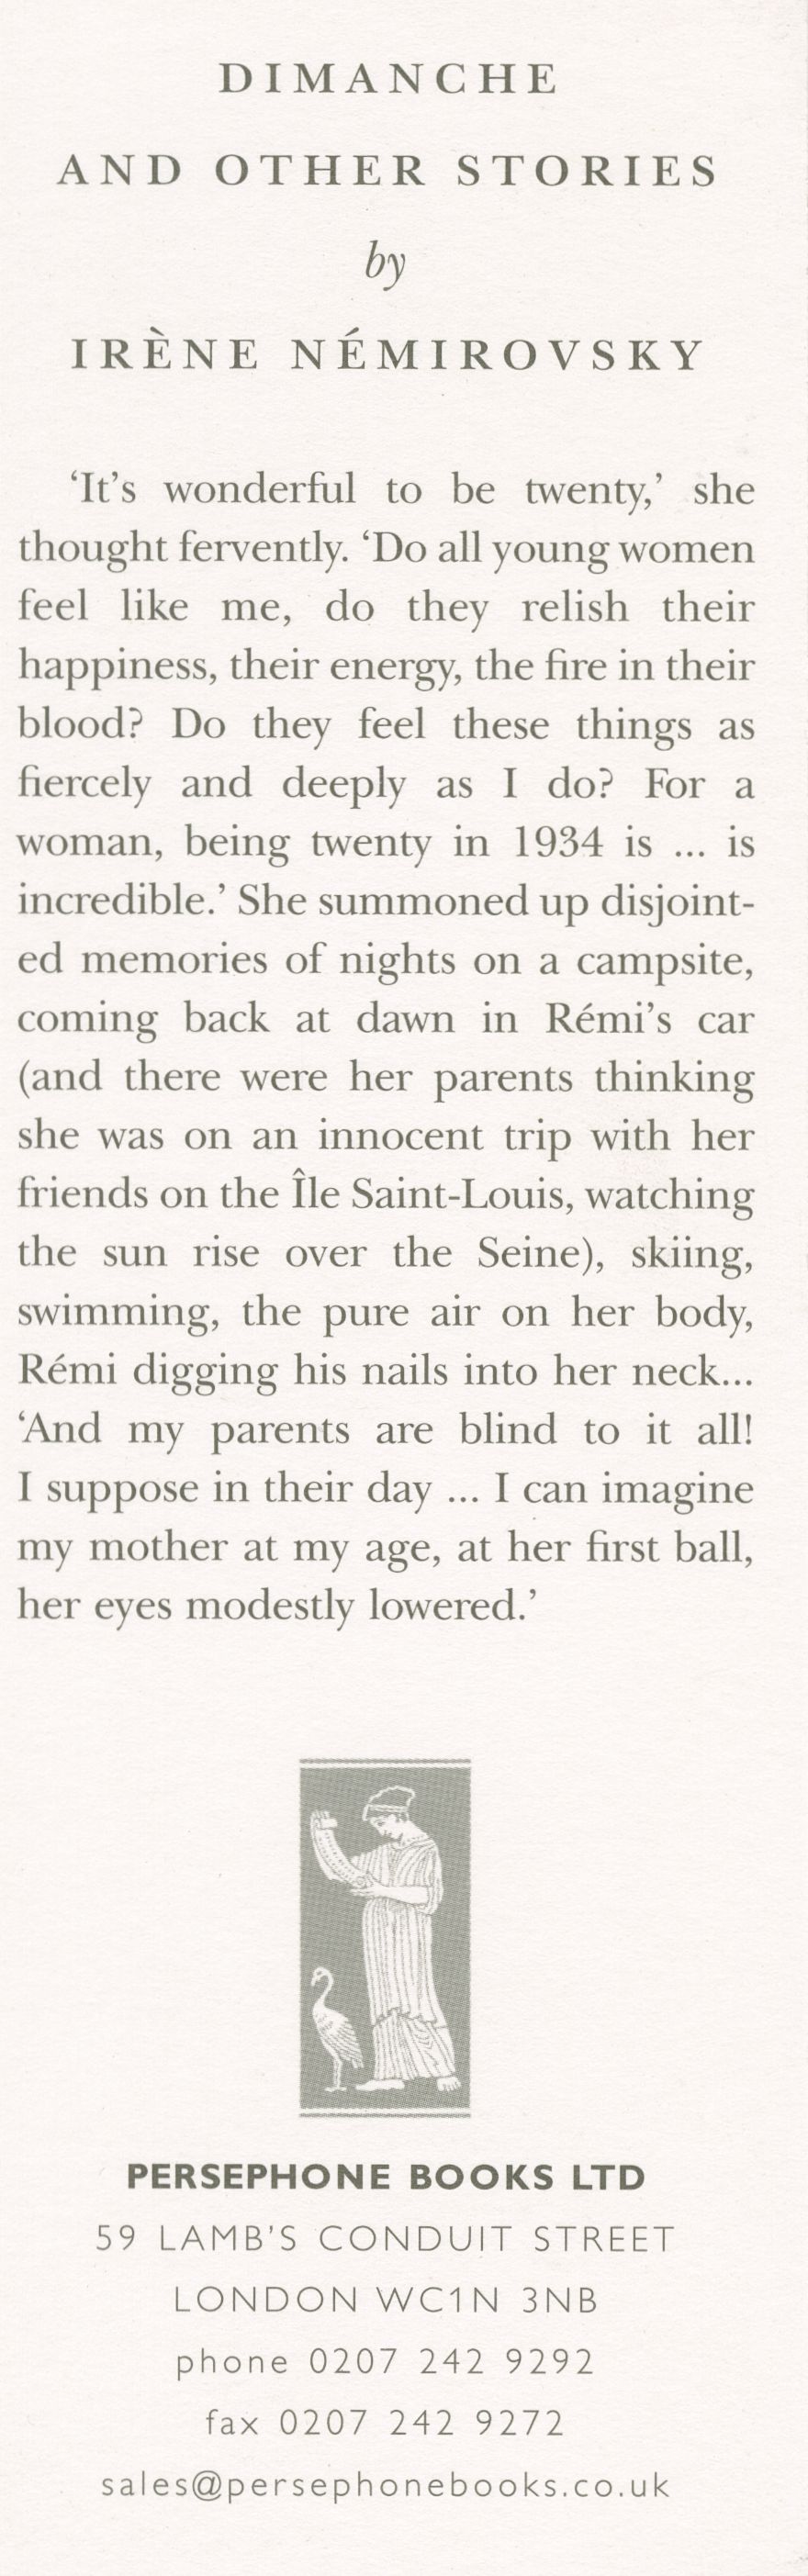 DIMANCHE
AND OTHER STORIES
by
IRÈNE NÉMIROVSKY
‘It’s wonderful to be twenty,’ she
thought fervently. ‘Do all young women
feel like me, do they relish their
happiness, their energy, the fire in their
blood? Do they feel these things as
fiercely and deeply as I do? For a
woman, being twenty in 1934 is ... is
incredible.’ She summoned up disjoint-
ed memories of nights on a campsite,
coming back at dawn in Rémi’s car
(and there were her parents thinking
she was on an innocent trip with her
friends on the Île Saint-Louis, watching
the sun rise over the Seine), skiing,
swimming, the pure air on her body,
Rémi digging his nails into her neck...
‘And my parents are blind to it all!
I suppose in their day ... I can imagine
my mother at my age, at her first ball,
her eyes modestly lowered.’
PERSEPHONE BOOKS LTD
59 LAMB’S CONDUIT STREET
LONDON WC1N 3NB
phone 0207 242 9292
fax 0207 242 9272
sales@persephonebooks.co.uk